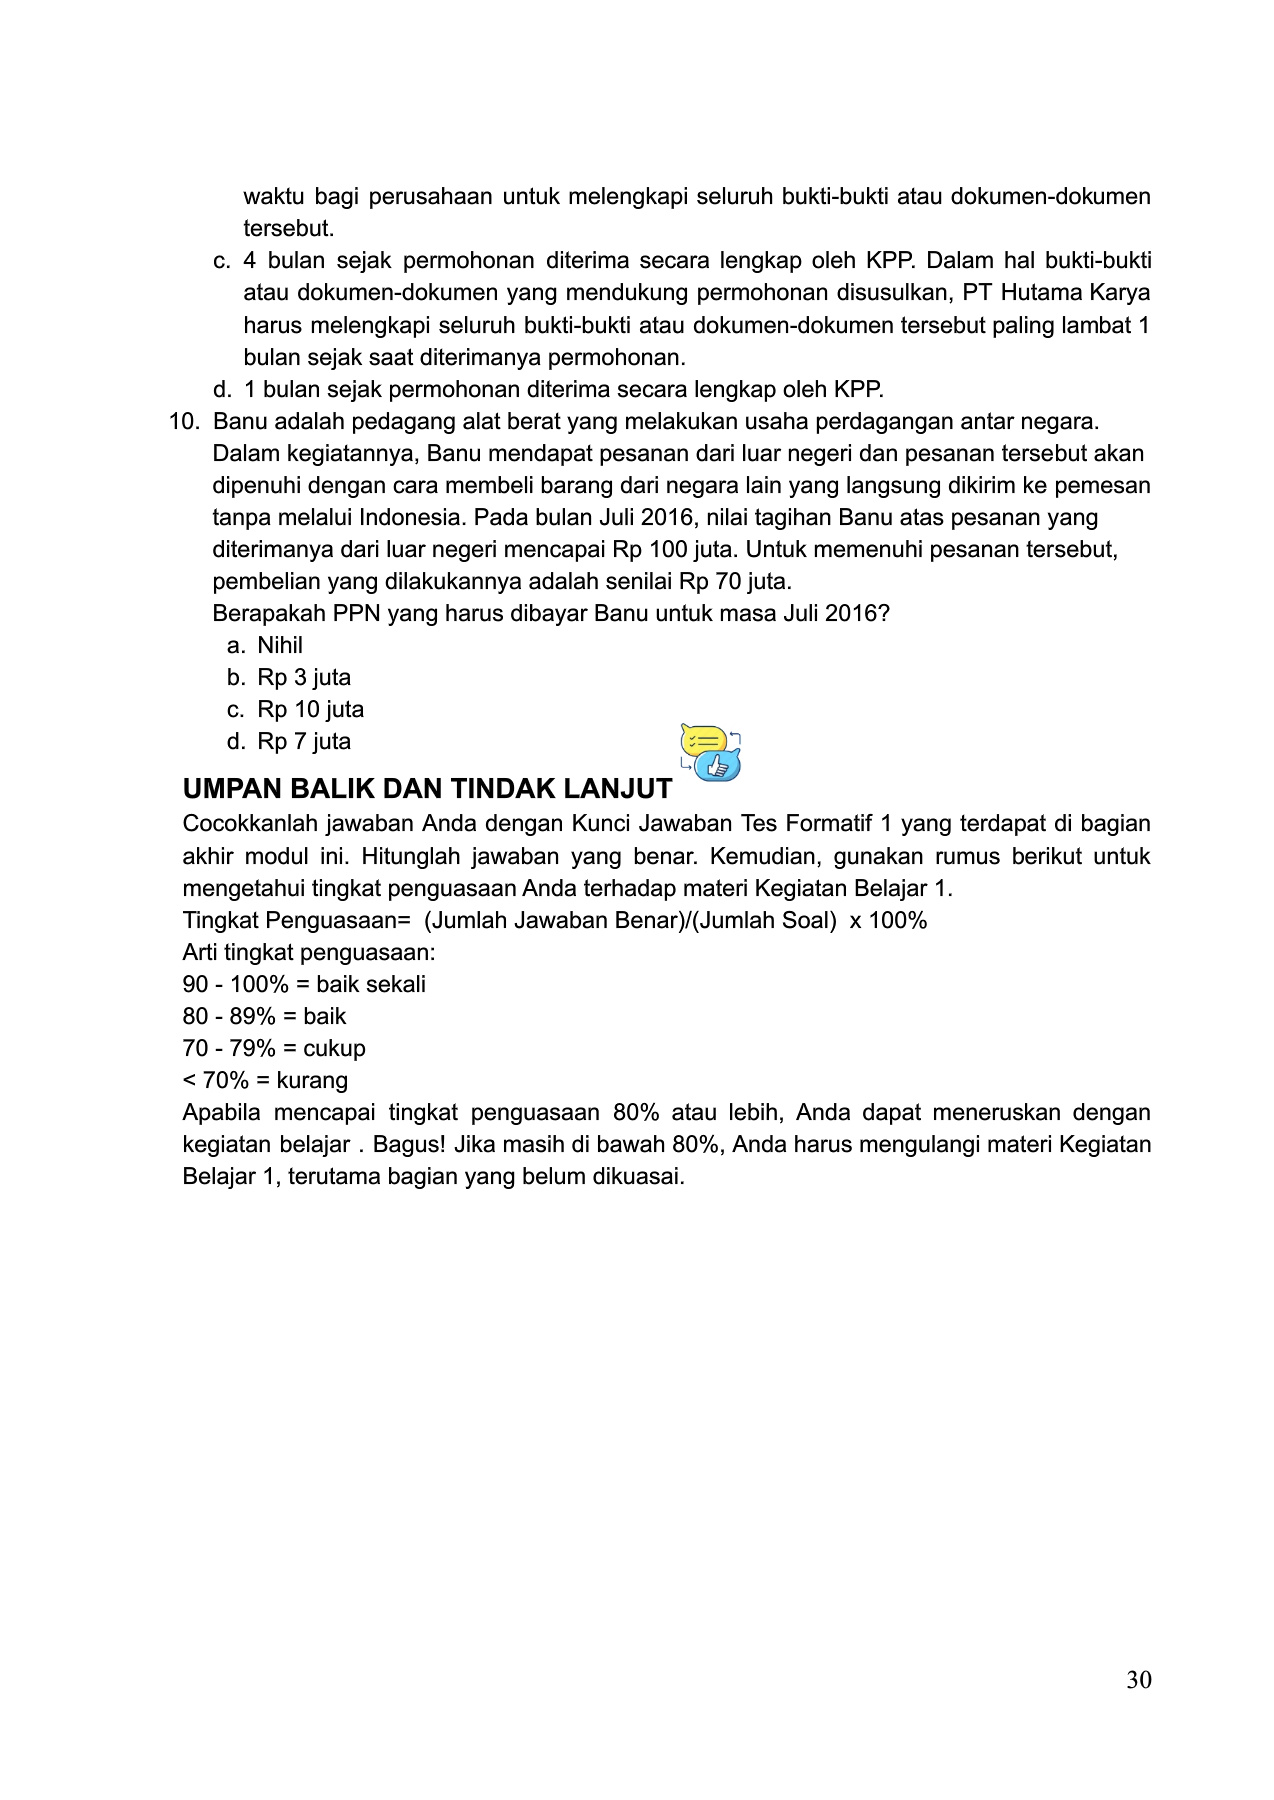 waktu bagi perusahaan untuk melengkapi seluruh bukti-bukti atau dokumen-dokumen
tersebut.
c. 4 bulan sejak permohonan diterima secara lengkap oleh KPP. Dalam hal bukti-bukti
atau dokumen-dokumen yang mendukung permohonan disusulkan, PT Hutama Karya
harus melengkapi seluruh bukti-bukti atau dokumen-dokumen tersebut paling lambat 1
bulan sejak saat diterimanya permohonan.
d. 1 bulan sejak permohonan diterima secara lengkap oleh KPP.
10. Banu adalah pedagang alat berat yang melakukan usaha perdagangan antar negara.
Dalam kegiatannya, Banu mendapat pesanan dari luar negeri dan pesanan tersebut akan
dipenuhi dengan cara membeli barang dari negara lain yang langsung dikirim ke pemesan
tanpa melalui Indonesia. Pada bulan Juli 2016, nilai tagihan Banu atas pesanan yang
diterimanya dari luar negeri mencapai Rp 100 juta. Untuk memenuhi pesanan tersebut,
pembelian yang dilakukannya adalah senilai Rp 70 juta.
Berapakah PPN yang harus dibayar Banu untuk masa Juli 2016?
a. Nihil
b. Rp 3 juta
c. Rp 10 juta
d. Rp 7 juta
UMPAN BALIK DAN TINDAK LANJUT
Cocokkanlah jawaban Anda dengan Kunci Jawaban Tes Formatif 1 yang terdapat di bagian
akhir modul ini. Hitunglah jawaban yang benar. Kemudian, gunakan rumus berikut untuk
mengetahui tingkat penguasaan Anda terhadap materi Kegiatan Belajar 1.
Tingkat Penguasaan= (Jumlah Jawaban Benar)/(Jumlah Soal) x 100%
Arti tingkat penguasaan:
90 - 100% = baik sekali
80 - 89% = baik
70 - 79% = cukup
< 70% = kurang
Apabila mencapai tingkat penguasaan 80% atau lebih, Anda dapat meneruskan dengan
kegiatan belajar . Bagus! Jika masih di bawah 80%, Anda harus mengulangi materi Kegiatan
Belajar 1, terutama bagian yang belum dikuasai.
30